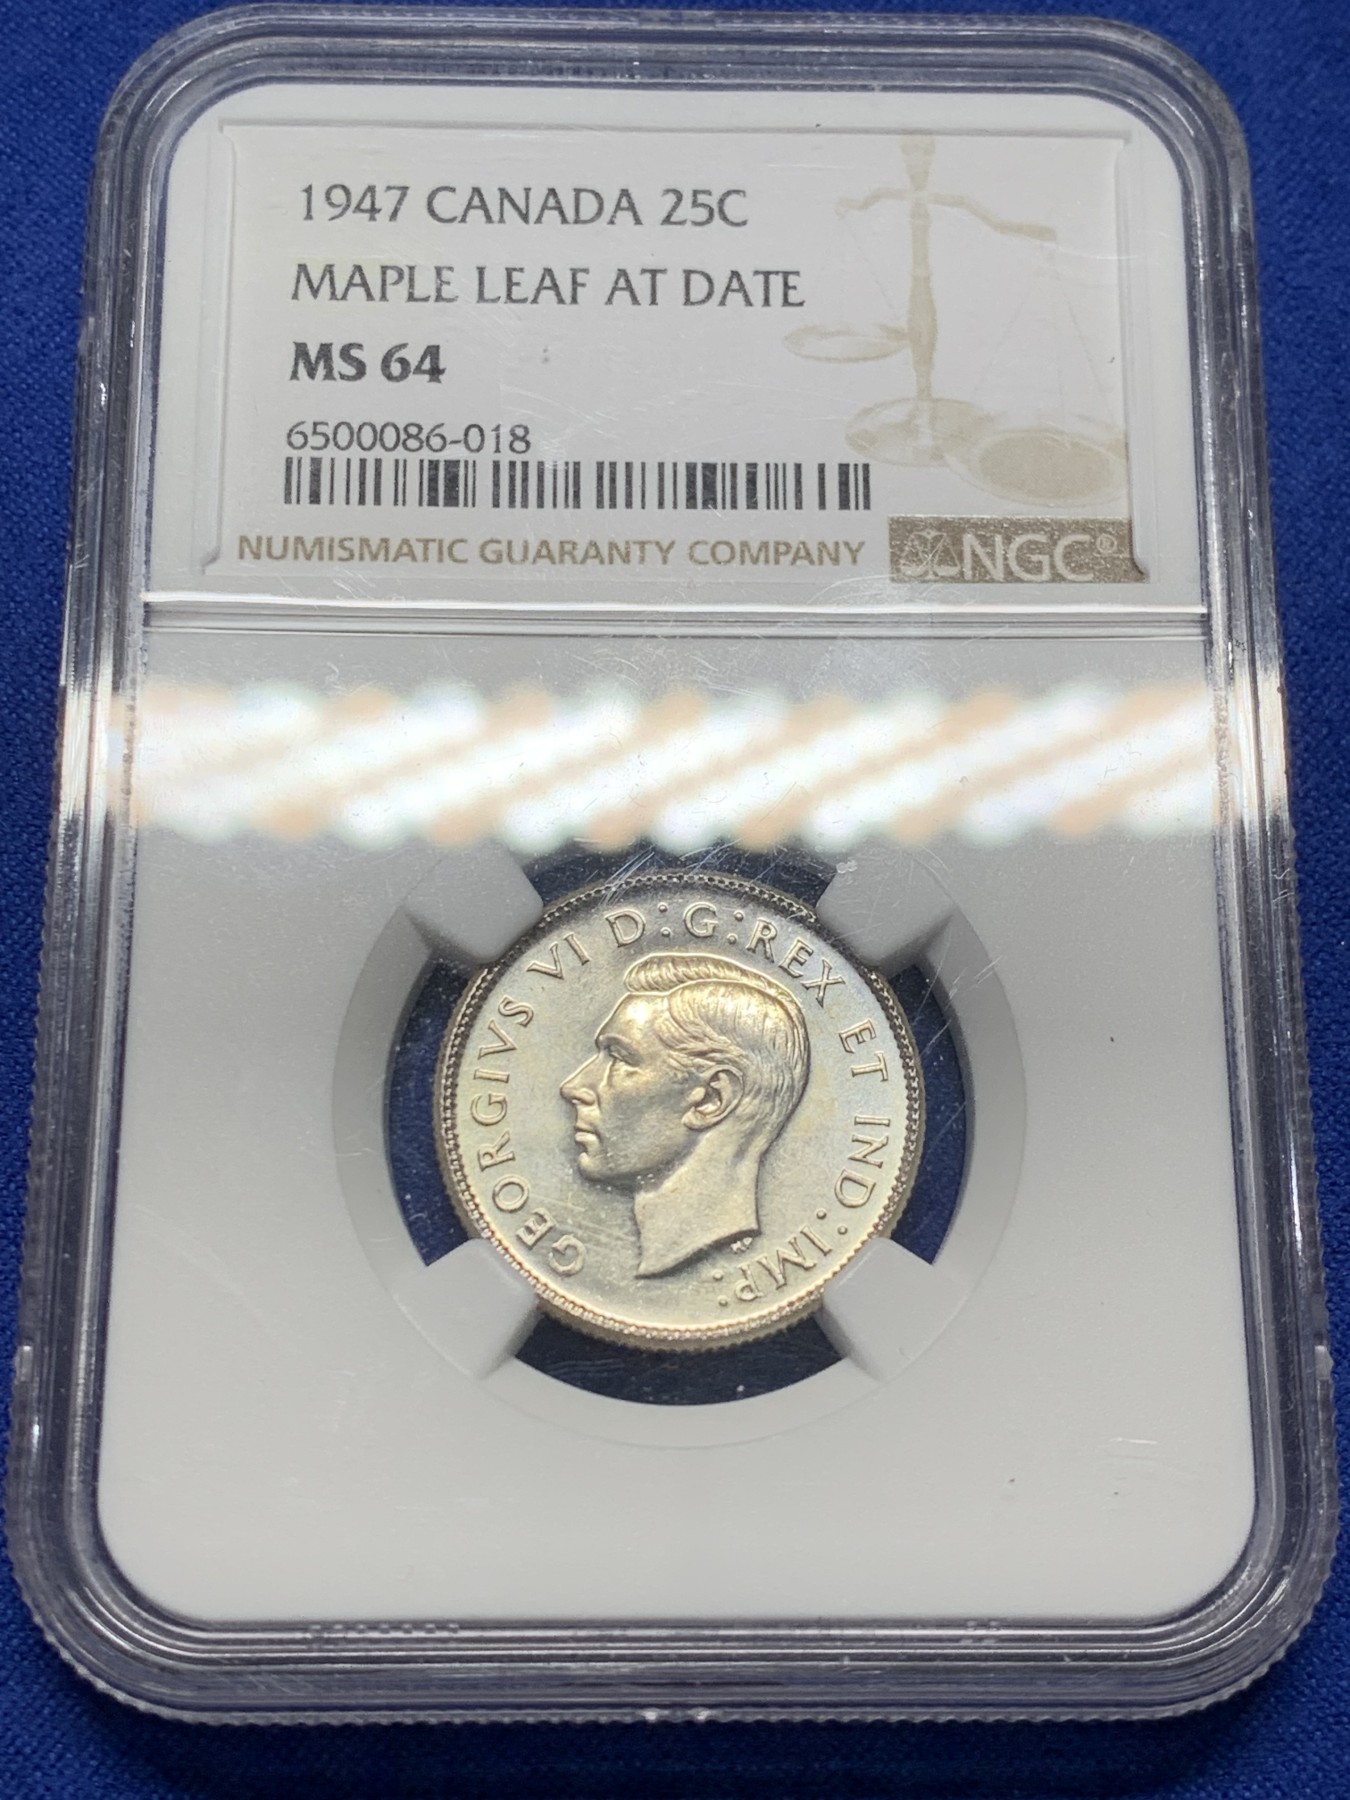 1947 CANADA 25C
MAPLE LEAF AT DATE
MS 64
6500086-018
NUMISMATIC GUARANTY COMPANY
NGC®
GEORGIVS VI D:G:REX ET IND:IMP:
HP